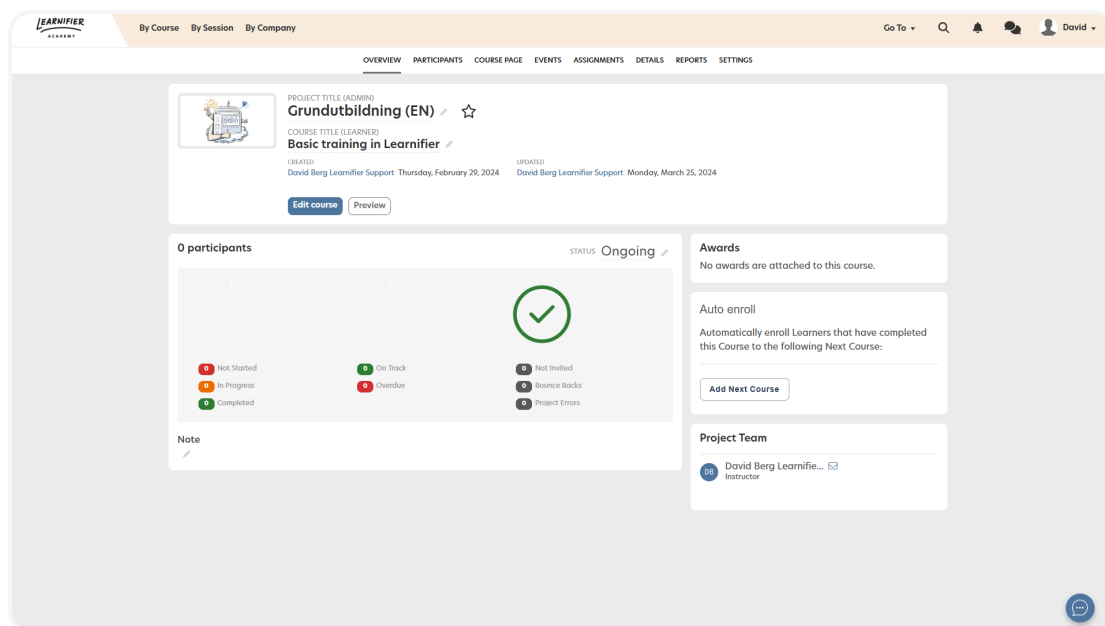 LEARNIFIER
ACADEMY
By Course By Session By Company
Go To
David
OVERVIEW PARTICIPANTS COURSE PAGE EVENTS ASSIGNMENTS DETAILS REPORTS SETTINGS
PROJECT TITLE (ADMIN)
Grundutbildning (EN)
COURSE TITLE (LEARNER)
Basic training in Learnifier
CREATED
David Berg Learnifier Support Thursday, February 29, 2024
UPDATED
David Berg Learnifier Support Monday, March 25, 2024
Edit course Preview
0 participants
STATUS Ongoing
0 Not Started
0 In Progress
0 Completed
0 On Track
0 Overdue
0 Not Invited
0 Bounce Backs
0 Project Errors
Note
Awards
No awards are attached to this course.
Auto enroll
Automatically enroll Learners that have completed
this Course to the following Next Course:
Add Next Course
Project Team
DB
David Berg Learnifie...
Instructor